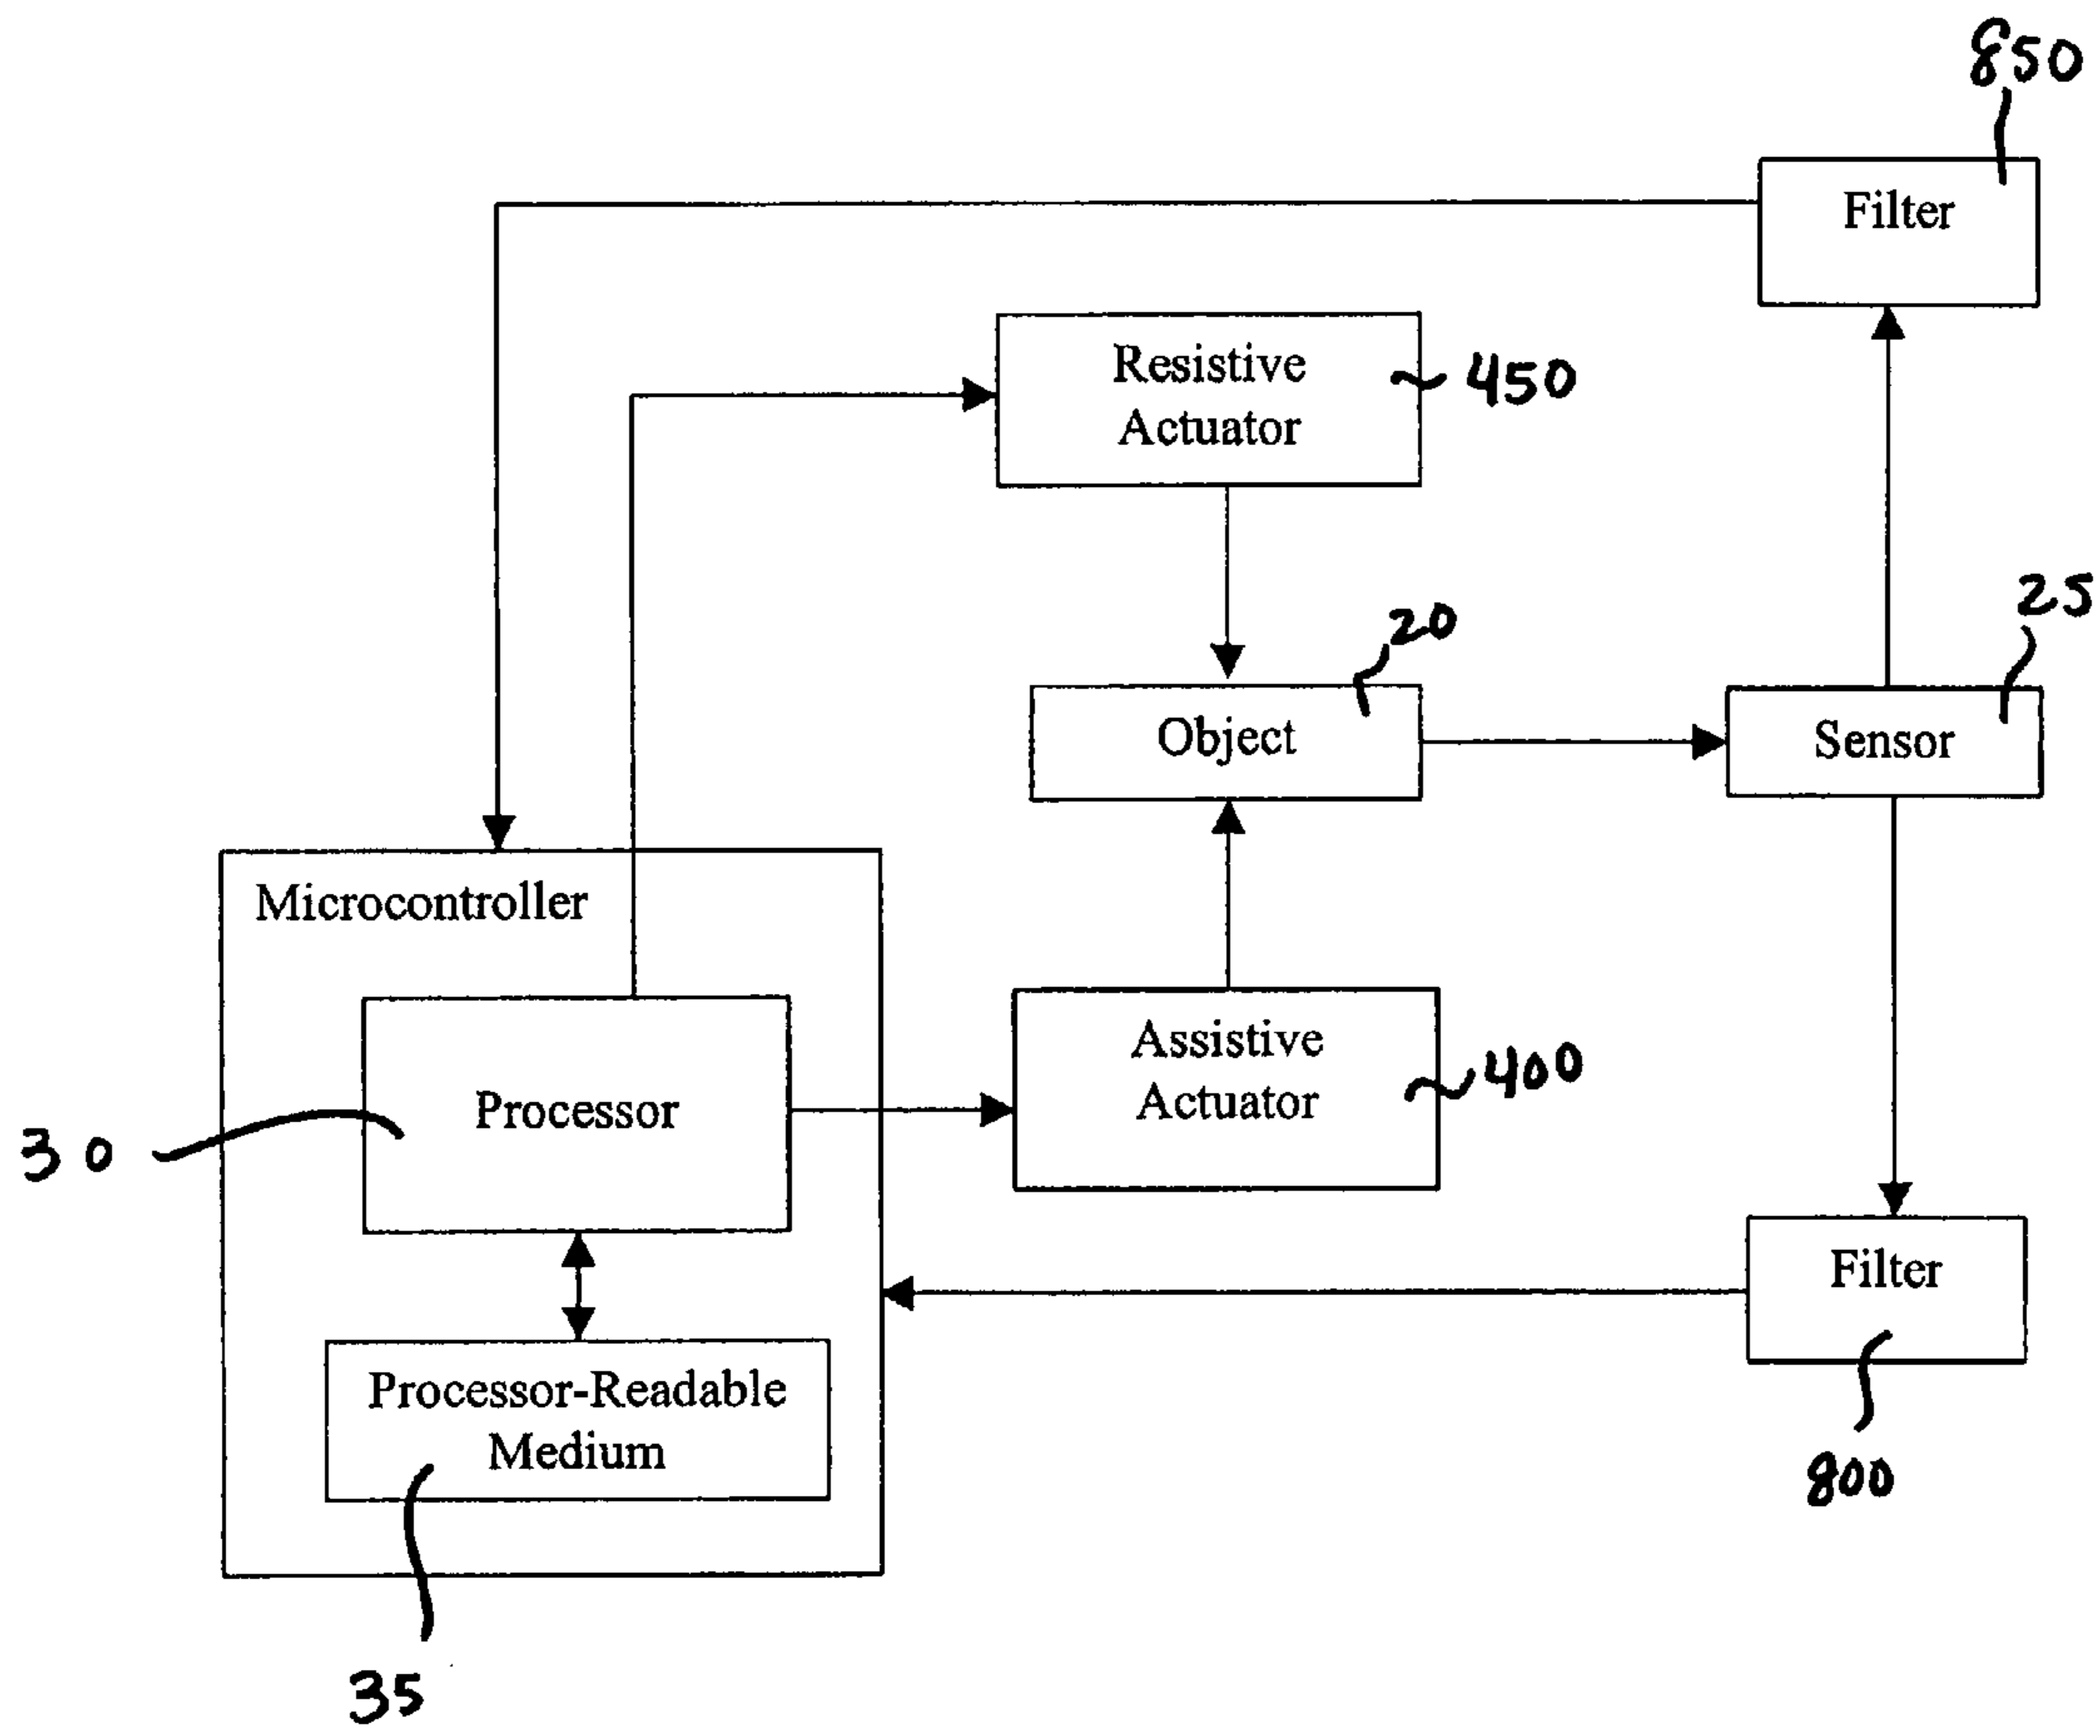 850
Filter
Resistive
Actuator
450
20
25
Object
Sensor
Microcontroller
Assistive
Actuator
400
Processor
30
Filter
Processor-Readable
Medium
800
35